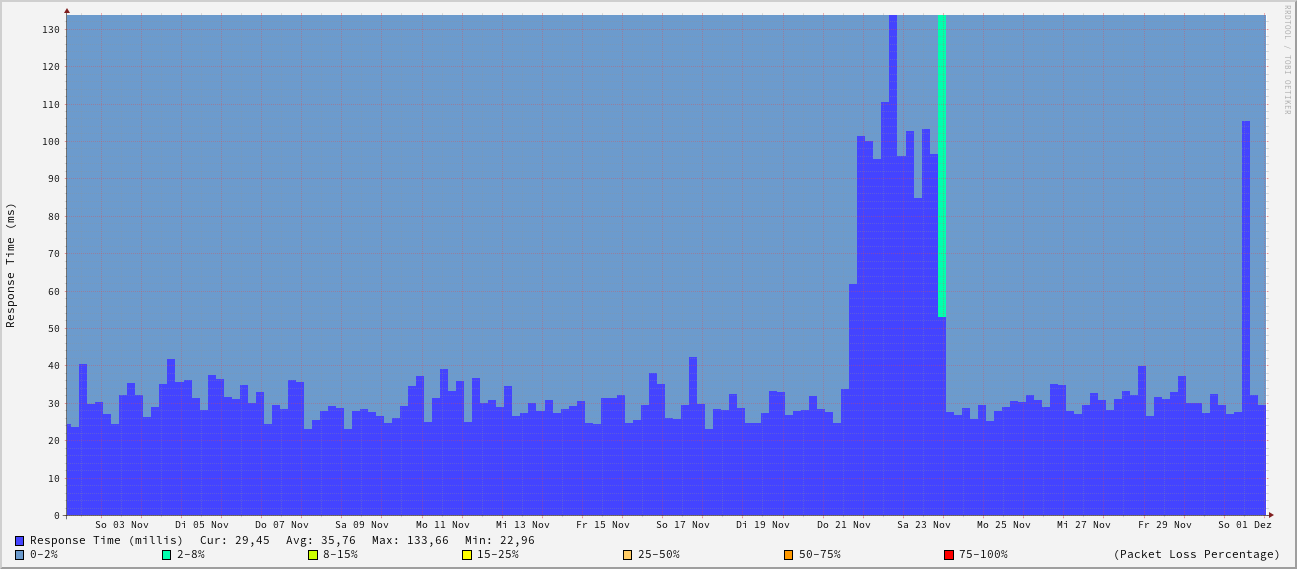 RRDTOOL / TOBI OETIKER
Response Time (ms)
130
120
110
100
90
80
70
60
50
40
30
20
10
0
So 03 Nov Di 05 Nov Do 07 Nov Sa 09 Nov Mo 11 Nov Mi 13 Nov Fr 15 Nov So 17 Nov Di 19 Nov Do 21 Nov Sa 23 Nov Mo 25 Nov Mi 27 Nov Fr 29 Nov So 01 Dez
Response Time (millis) Cur: 29,45 Avg: 35,76 Max: 133,66 Min: 22,96
0-2% 2-8% 8-15% 15-25% 25-50% 50-75% 75-100% (Packet Loss Percentage)